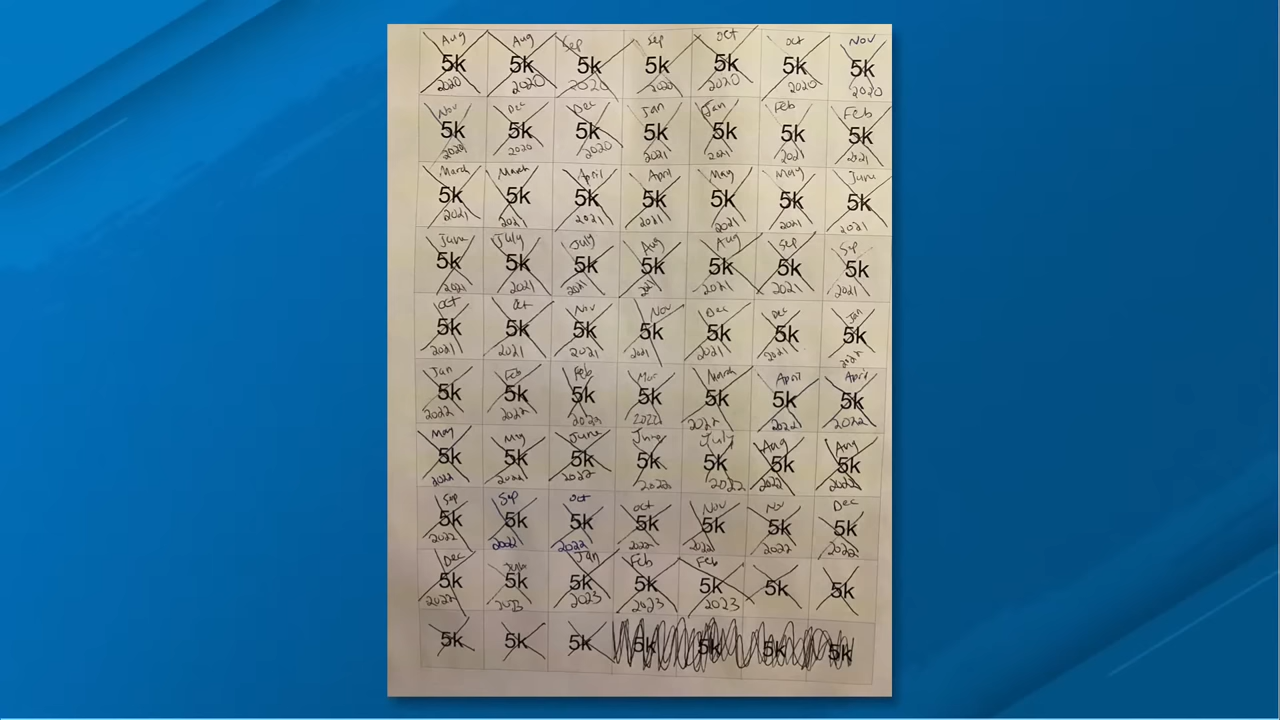 Aug Aug Sep Sep Oct Oct Nov
5k 5k 5k 5k 5k 5k 5k
2020 2020 2020 2020 2020 2020 2020
Nov Dec Dec Jan Jan Feb Feb
5k 5k 5k 5k 5k 5k 5k
2020 2020 2020 2021 2021 2021 2021
March March April April May May June
5k 5k 5k 5k 5k 5k 5k
2021 2021 2021 2021 2021 2021 2021
June July July Aug Aug Sep Sep
5k 5k 5k 5k 5k 5k 5k
2021 2021 2021 2021 2021 2021 2021
Oct Oct Nov Nov Dec Dec Jan
5k 5k 5k 5k 5k 5k 5k
2021 2021 2021 2021 2021 2021
Jan Feb Feb Mar March April April
5k 5k 5k 5k 5k 5k 5k
2022 2022 2022 2022 2022 2022 2022
May May June June July Aug Aug
5k 5k 5k 5k 5k 5k 5k
2022 2022 2022 2022 2022 2022 2022
Sep Sep Oct Oct Nov Nov Dec
5k 5k 5k 5k 5k 5k 5k
2022 2022 2022 2022 2022 2022 2022
Dec Jan Feb Feb
5k 5k 5k 5k 5k 5k 5k
2022 2023 2023 2023
5k 5k 5k 5k 5k 5k 5k